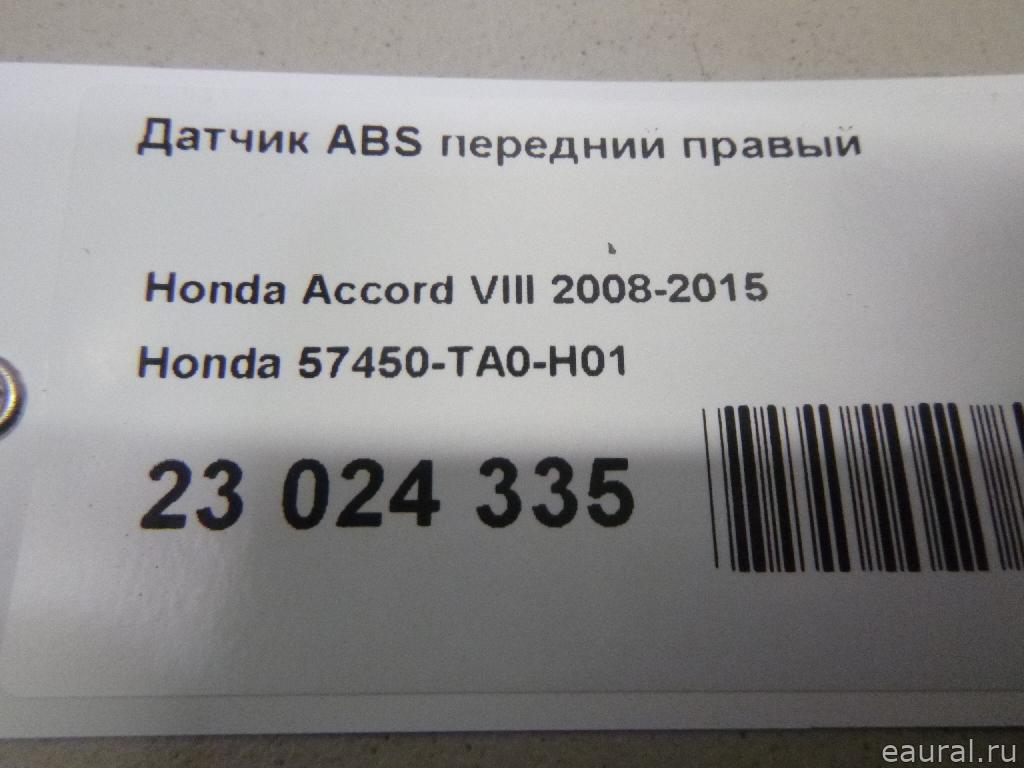 Датчик ABS передний правый
Honda Accord VIII 2008-2015
Honda 57450-TA0-H01
23 024 335
eaural.ru